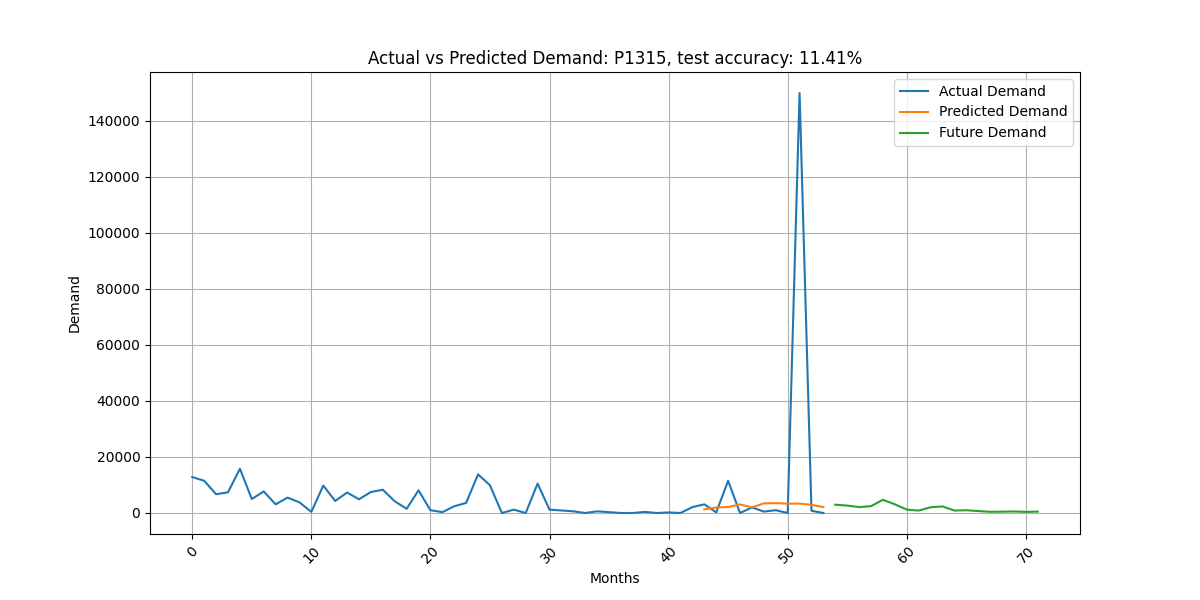 Actual vs Predicted Demand: P1315, test accuracy: 11.41%
Actual Demand
Predicted Demand
Future Demand
Demand
140000
120000
100000
80000
60000
40000
20000
0
0
10
20
30
40
50
60
70
Months